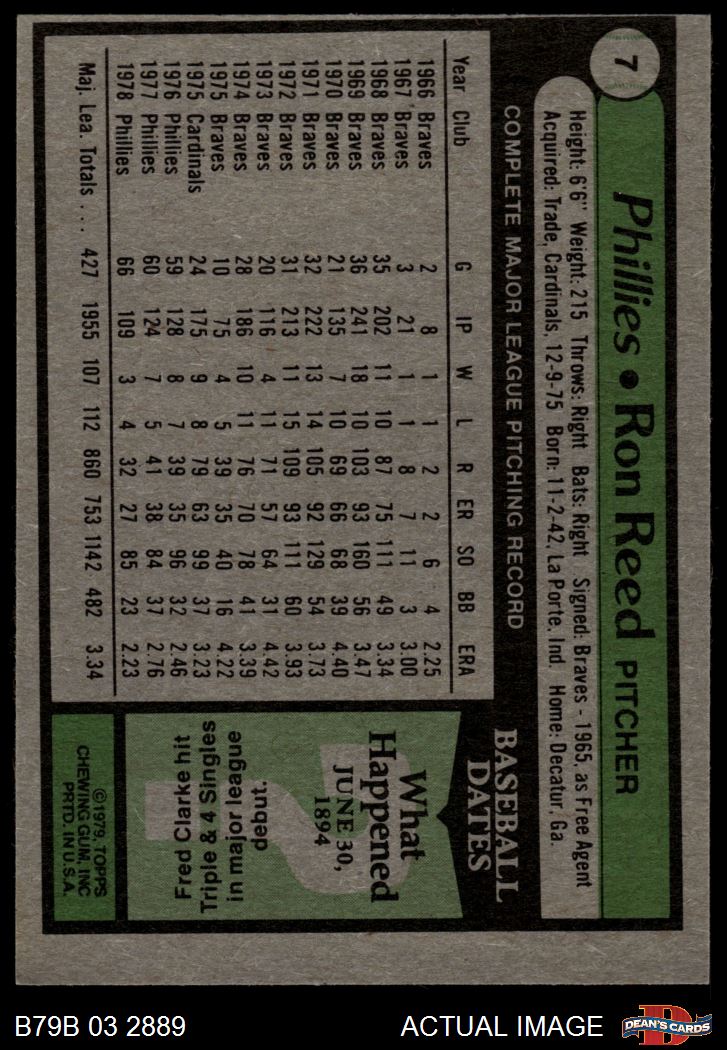 7
Phillies • Ron Reed PITCHER
Height: 6'6" Weight: 215 Throws: Right Bats: Right Signed: Braves - 1965, as Free Agent
Acquired: Trade, Cardinals, 12-9-75 Born: 11-2-42, La Porte, Ind. Home: Decatur, Ga.
COMPLETE MAJOR LEAGUE PITCHING RECORD
Year Club G IP W L R ER SO BB ERA
1966 Braves 2 8 1 1 2 2 6 4 2.25
1967 Braves 3 21 1 1 8 7 11 3 3.00
1968 Braves 35 202 11 10 87 75 111 49 3.34
1969 Braves 36 241 18 10 103 93 160 56 3.47
1970 Braves 21 135 7 10 69 66 68 39 4.40
1971 Braves 32 222 13 14 105 92 129 54 3.73
1972 Braves 31 213 11 15 109 93 111 60 3.93
1973 Braves 20 116 4 11 71 57 64 31 4.42
1974 Braves 28 186 10 11 76 70 78 41 3.39
1975 Braves 10 75 4 5 39 35 40 16 4.22
1975 Cardinals 24 175 9 8 79 63 99 37 3.23
1976 Phillies 59 128 8 7 39 35 96 32 2.46
1977 Phillies 60 124 7 5 41 38 84 37 2.76
1978 Phillies 66 109 3 4 32 27 85 23 2.23
Maj. Lea. Totals . . . 427 1955 107 112 860 753 1142 482 3.34
BASEBALL
DATES
What
Happened
JUNE 30,
1894
Fred Clarke hit
Triple & 4 Singles
in major league
debut.
©1979, TOPPS
CHEWING GUM, INC
PRTD. IN U.S.A.
B79B 03 2889 ACTUAL IMAGE
D
DEAN'S CARDS